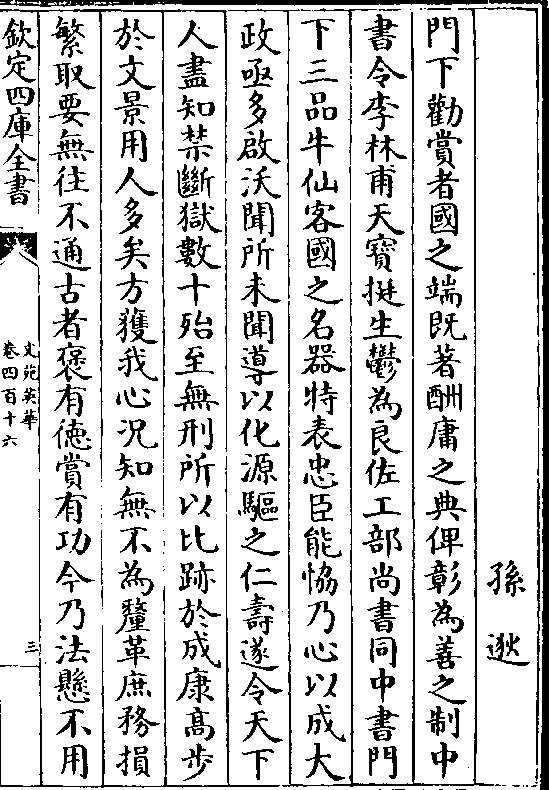 孫逖
門下勸賞者國之端既著酬庸之典俾彰為善之制中
書令李林甫天寳挺生鬱為良佐工部尚書同中書門
下三品牛仙客國之名器特表忠臣能恊乃心以成大
政亟多啟沃聞所未聞導以化源驅之仁夀遂令天下
人盡知禁斷獄數十殆至無刑所以比跡於成康髙步
於文景用人多矣方獲我心況知無不為釐革庶務損
繁取要無往不通古者褒有徳賞有功今乃法懸不用
欽定四庫全書
文苑英華
卷四百十六
三